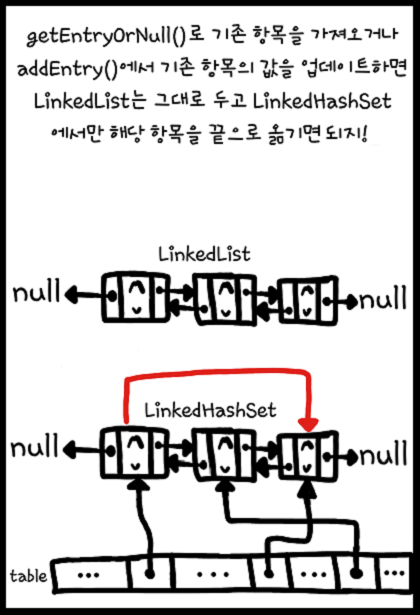 getEntryOrNull()로 기존 항목을 가져오거나
addEntry()에서 기존 항목의 값을 업데이트하면
LinkedList는 그대로 두고 LinkedHashSet
에서만 해당 항목을 끝으로 옮기면 되지!
LinkedList
null
null
LinkedHashSet
null
null
table
...
...
...
...